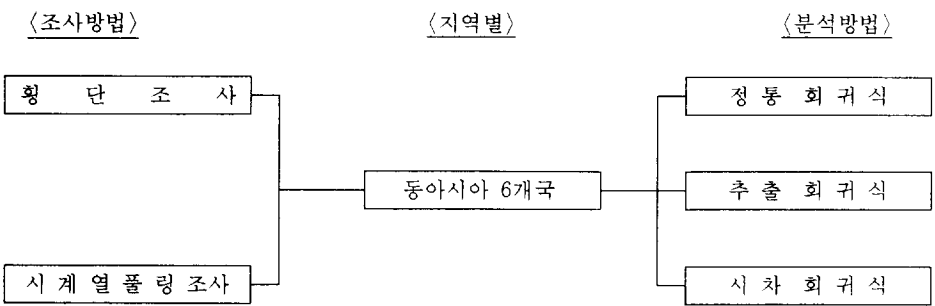 〈조사방법〉 〈지역별〉 〈분석방법〉
횡단조사 정통회귀식
동아시아 6개국 추출회귀식
시계열풀링조사 시차회귀식